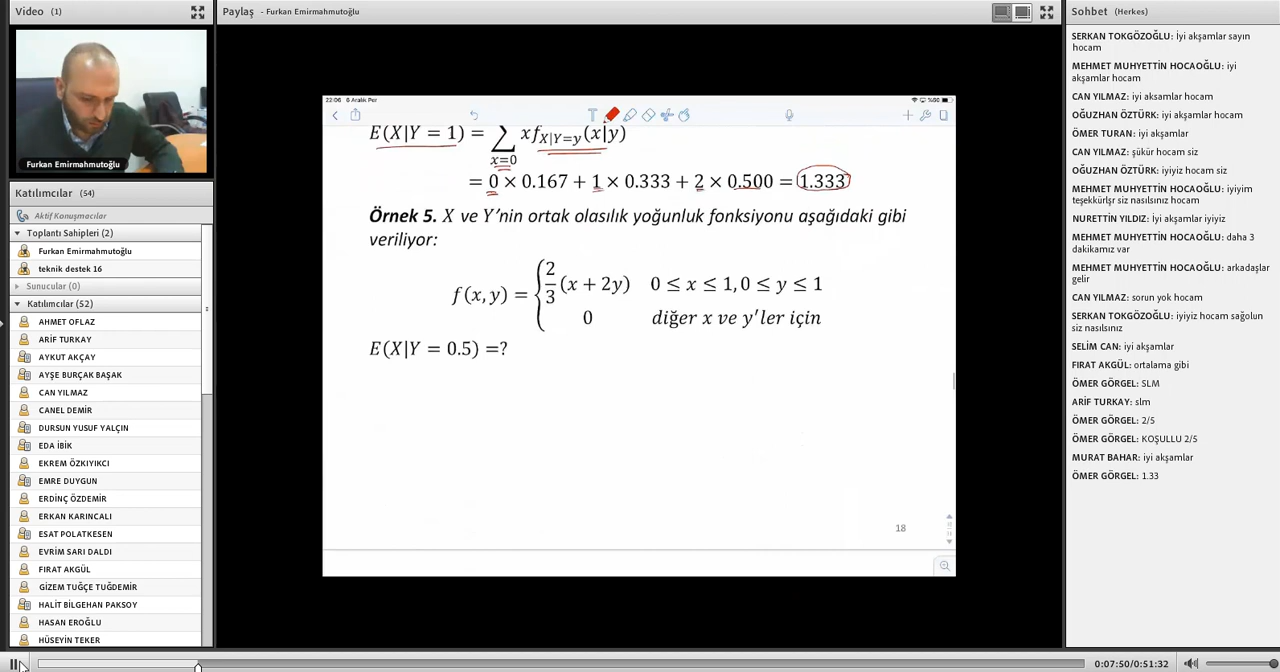 Video (1)
Furkan Emirmahmutoğlu
Katılımcılar (54)
Aktif Konuşmacılar
Toplantı Sahipleri (2)
Furkan Emirmahmutoğlu
teknik destek 16
Sunucular (0)
Katılımcılar (52)
AHMET OFLAZ
ARİF TURKAY
AYKUT AKÇAY
AYŞE BURÇAK BAŞAK
CAN YILMAZ
CANEL DEMİR
DURSUN YUSUF YALÇIN
EDA İBİK
EKREM ÖZKIYIKCI
EMRE DUYGUN
ERDİNÇ ÖZDEMIR
ERKAN KARINCALI
ESAT POLATKESEN
EVRİM SARI DALDI
FIRAT AKGÜL
GİZEM TUĞÇE TUĞDEMİR
HALİT BİLGEHAN PAKSOY
HASAN EROĞLU
HÜSEYİN TEKER
Paylaş - Furkan Emirmahmutoğlu
22:06 6 Aralık Per
%60
E(X|Y = 1) = ∑ x=0 xf X|Y=y (x|y)
= 0 × 0.167 + 1 × 0.333 + 2 × 0.500 = 1.333
Örnek 5. X ve Y'nin ortak olasılık yoğunluk fonksiyonu aşağıdaki gibi
veriliyor:
f(x, y) = { 2/3 (x + 2y) 0 ≤ x ≤ 1, 0 ≤ y ≤ 1
0 diğer x ve y'ler için
E(X|Y = 0.5) =?
18
Sohbet (Herkes)
SERKAN TOKGÖZOĞLU: İyi akşamlar sayın
hocam
MEHMET MUHYETTİN HOCAOĞLU: iyi
akşamlar hocam
CAN YILMAZ: iyi aksamlar hocam
OĞUZHAN ÖZTÜRK: iyi akşamlar hocam
ÖMER TURAN: iyi akşamlar
CAN YILMAZ: şükür hocam siz
OĞUZHAN ÖZTÜRK: iyiyiz hocam siz
MEHMET MUHYETTİN HOCAOĞLU: iyiyim
teşekkürlşr siz nasılsınız hocam
NURETTİN YILDIZ: İyi akşamlar iyiyiz
MEHMET MUHYETTİN HOCAOĞLU: daha 3
dakikamız var
MEHMET MUHYETTİN HOCAOĞLU: arkadaşlar
gelir
CAN YILMAZ: sorun yok hocam
SERKAN TOKGÖZOĞLU: iyiyiz hocam sağolun
siz nasılsınız
SELİM CAN: iyi akşamlar
FIRAT AKGÜL: ortalama gibi
ÖMER GÖRGEL: SLM
ARİF TURKAY: slm
ÖMER GÖRGEL: 2/5
ÖMER GÖRGEL: KOŞULLU 2/5
MURAT BAHAR: iyi akşamlar
ÖMER GÖRGEL: 1.33
0:07:50/0:51:32